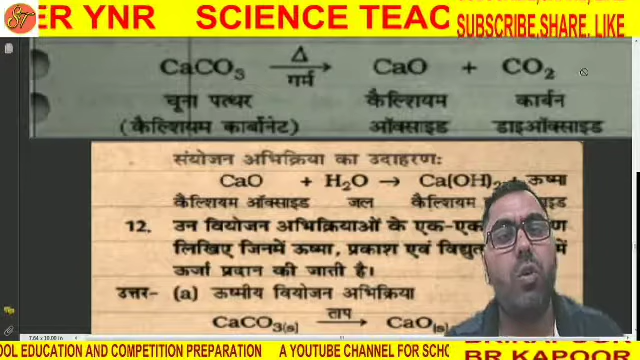 ER YNR SCIENCE TEAC
SUBSCRIBE,SHARE, LIKE
ST
CaCO3 Δ गर्म → CaO + CO2
चूना पत्थर कैल्शियम कार्बन
(कैल्शियम कार्बोनेट) ऑक्साइड डाइऑक्साइड
संयोजन अभिक्रिया का उदाहरण:
CaO + H2O → Ca(OH)2 + ऊष्मा
कैल्शियम ऑक्साइड जल कैल्शियम
12. उन वियोजन अभिक्रियाओं के एक-एक
लिखिए जिनमें ऊष्मा, प्रकाश एवं विद्युत में
ऊर्जा प्रदान की जाती है।
उत्तर- (a) ऊष्मीय वियोजन अभिक्रिया
CaCO3(s) ताप → CaO(s)
OOL EDUCATION AND COMPETITION PREPARATION A YOUTUBE CHANNEL FOR SCHO
BR KAPOOR